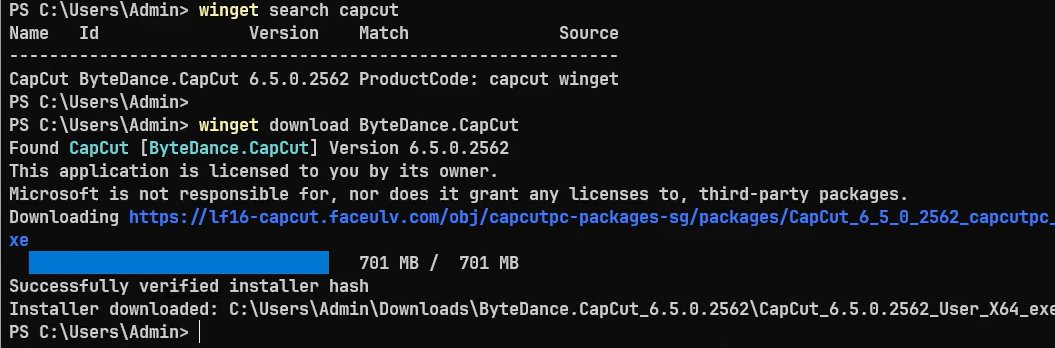 PS C:\Users\Admin> winget search capcut
Name   Id               Version    Match               Source
-------------------------------------------------------------
CapCut ByteDance.CapCut 6.5.0.2562 ProductCode: capcut winget
PS C:\Users\Admin>
PS C:\Users\Admin> winget download ByteDance.CapCut
Found CapCut [ByteDance.CapCut] Version 6.5.0.2562
This application is licensed to you by its owner.
Microsoft is not responsible for, nor does it grant any licenses to, third-party packages.
Downloading https://lf16-capcut.faceulv.com/obj/capcutpc-packages-sg/packages/CapCut_6_5_0_2562_capcutpc_
xe
701 MB /  701 MB
Successfully verified installer hash
Installer downloaded: C:\Users\Admin\Downloads\ByteDance.CapCut_6.5.0.2562\CapCut_6.5.0.2562_User_X64_exe
PS C:\Users\Admin>